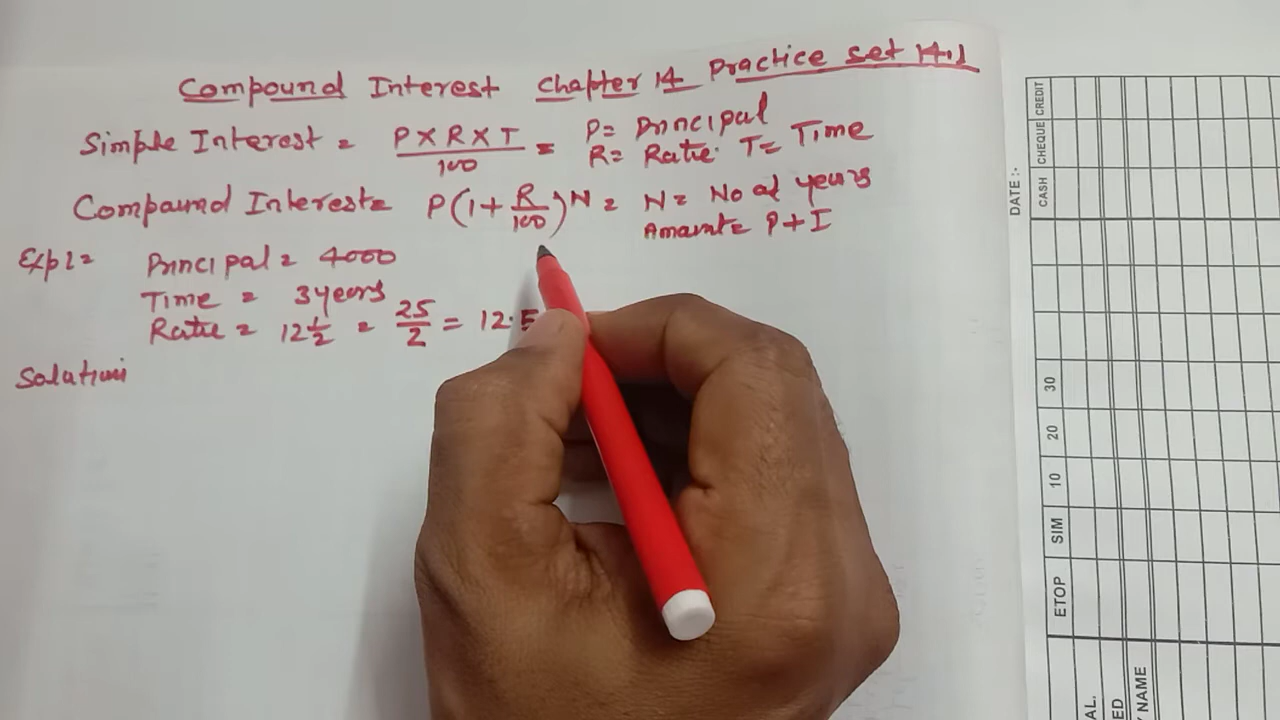 Compound Interest Chapter 14 Practice set 14.1
Simple Interest = P X R X T / 100 = P= Principal
R= Rate. T= Time
Compound Interest= P(1+ R/100)^N = N= No of years
Amount= P+I
Exp1= Principal = 4000
Time = 3years
Rate = 12 1/2 = 25/2 = 12.5
Solution
DATE :-
CASH CHEQUE CREDIT
ETOP SIM 10 20 30